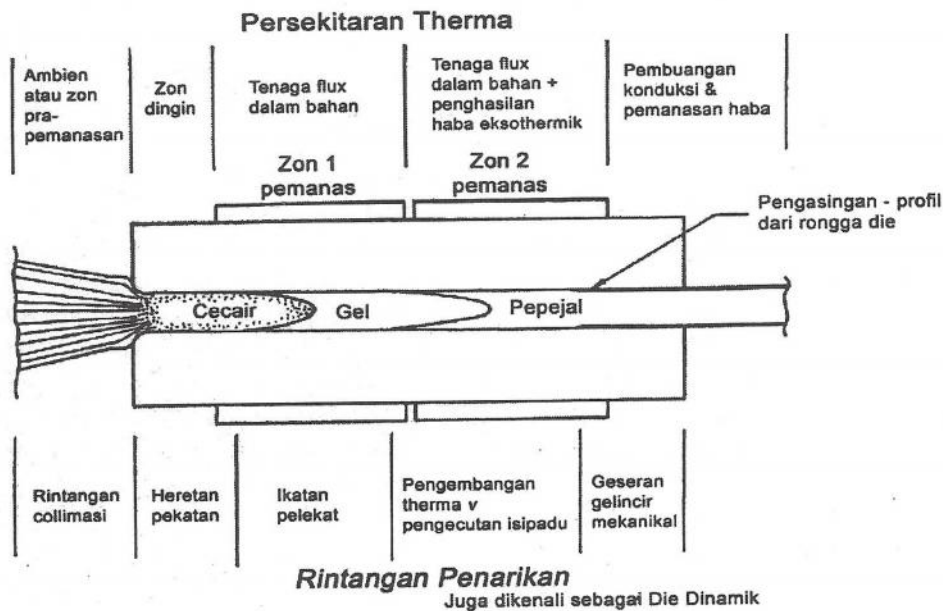 Persekitaran Therma
Ambien
atau zon
pra-
pemanasan
Zon
dingin
Tenaga flux
dalam bahan
Tenaga flux
dalam bahan +
penghasilan
haba eksothermik
Pembuangan
konduksi &
pemanasan haba
Zon 1
pemanas
Zon 2
pemanas
Pengasingan - profil
dari rongga die
Cecair
Gel
Pepejal
Rintangan
collimasi
Heretan
pekatan
Ikatan
pelekat
Pengembangan
therma v
pengecutan isipadu
Geseran
gelincir
mekanikal
Rintangan Penarikan
Juga dikenali sebagai Die Dinamik